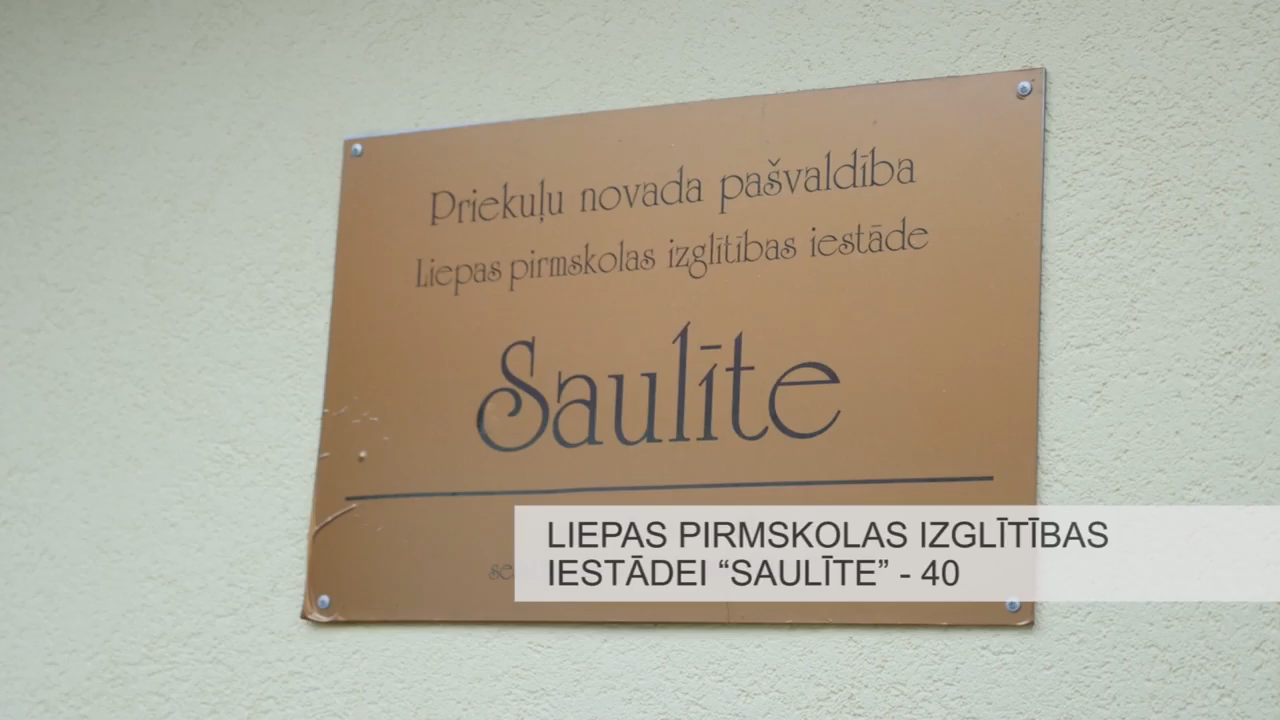 Priekuļu novada pašvaldība
Liepas pirmskolas izglītības iestāde
Saulīte
LIEPAS PIRMSKOLAS IZGLĪTĪBAS
IESTĀDEI “SAULĪTE” - 40